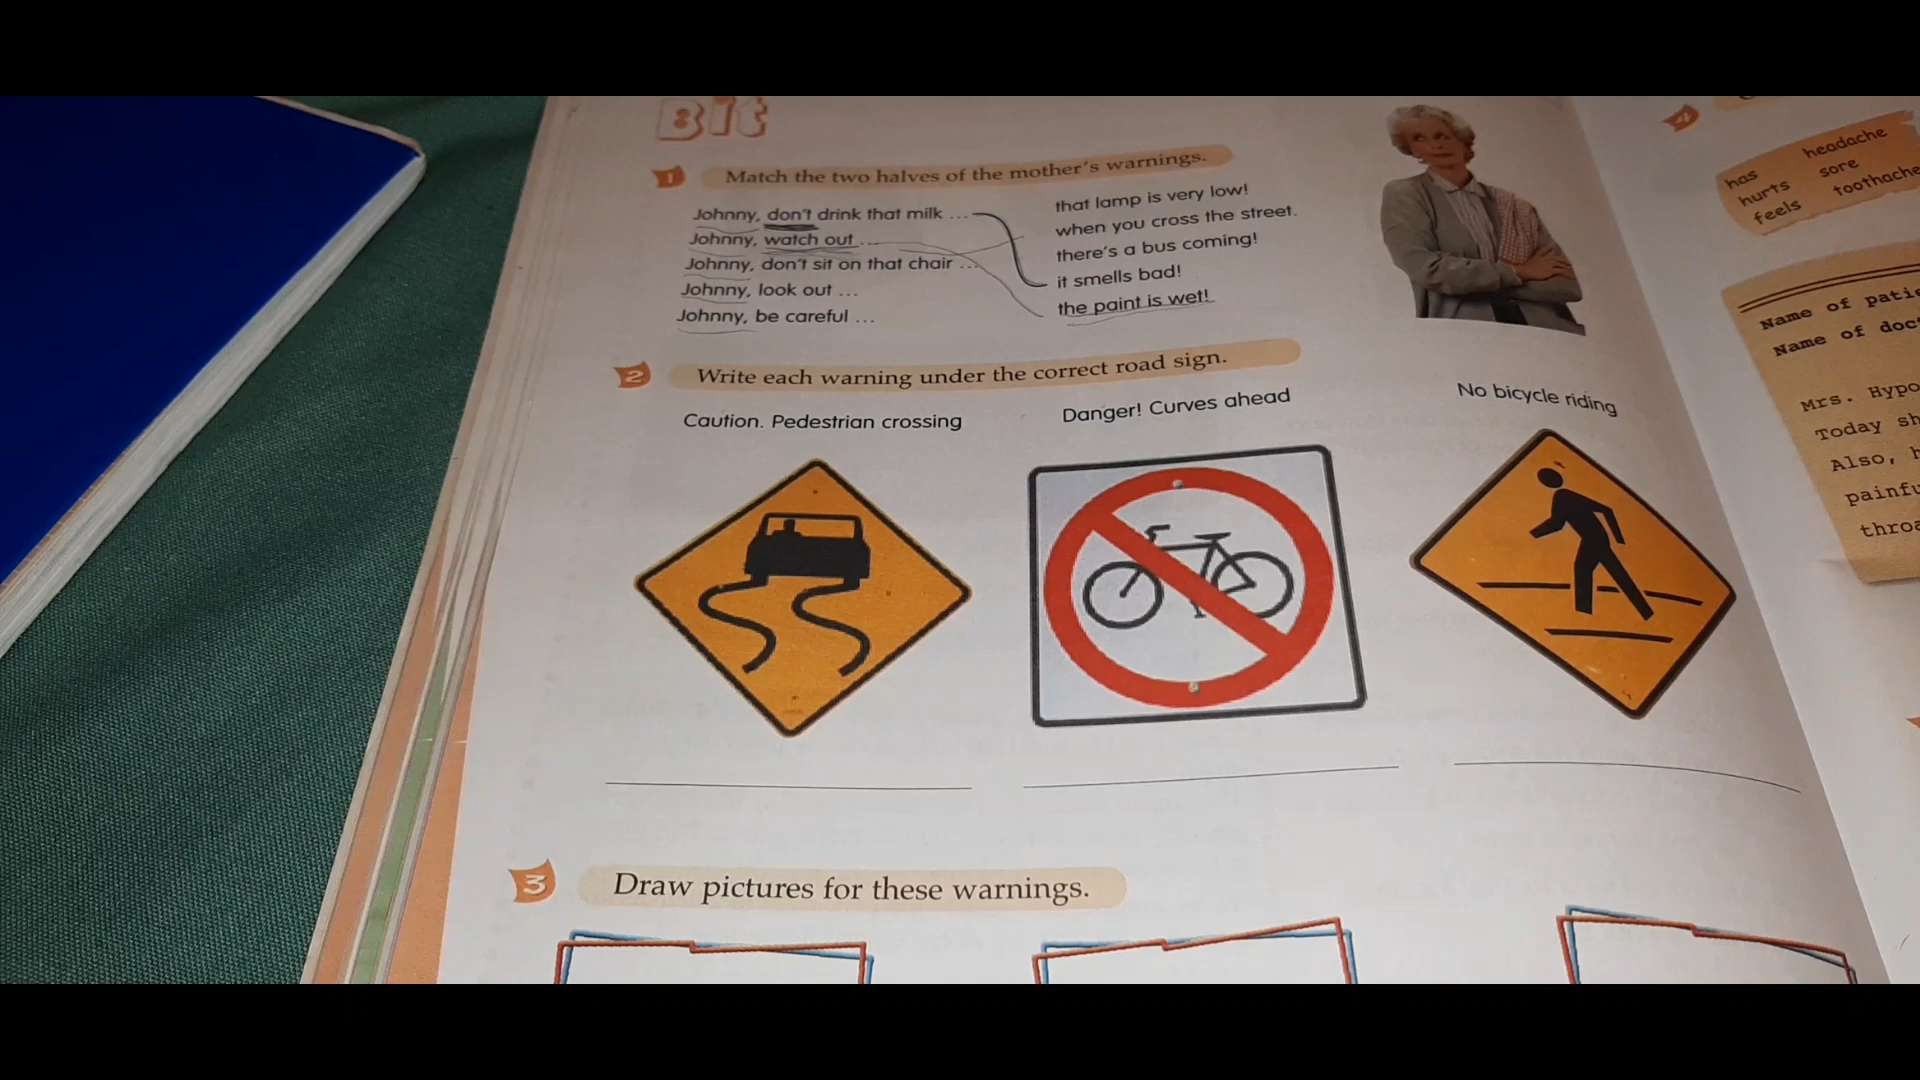 Bit
1 Match the two halves of the mother's warnings.
Johnny, don't drink that milk ...
Johnny, watch out ...
Johnny, don't sit on that chair ...
Johnny, look out ...
Johnny, be careful ...
that lamp is very low!
when you cross the street.
there's a bus coming!
it smells bad!
the paint is wet!
2 Write each warning under the correct road sign.
Caution. Pedestrian crossing
Danger! Curves ahead
No bicycle riding
3 Draw pictures for these warnings.
4
has headache
hurts sore
feels toothache
Name of
Name of
Mrs.
Today
Also,